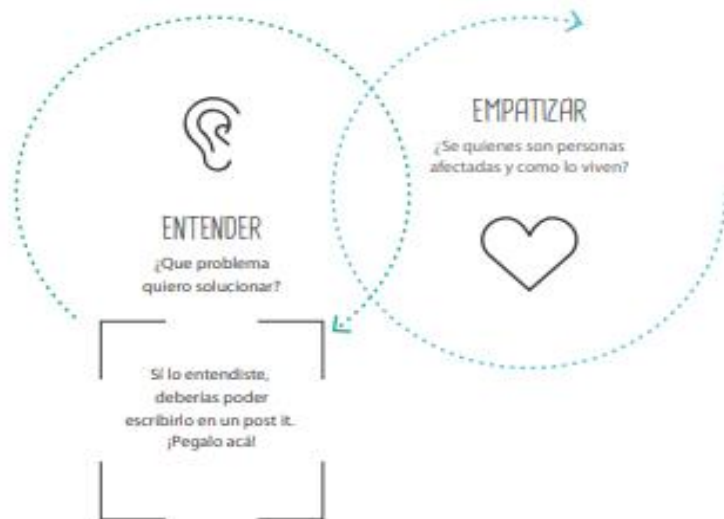 EMPATIZAR
¿Se quienes son personas
afectadas y como lo viven?
ENTENDER
¿Que problema
quiero solucionar?
Sí lo entendiste,
deberías poder
escribirlo en un post it.
¡Pegalo acá!